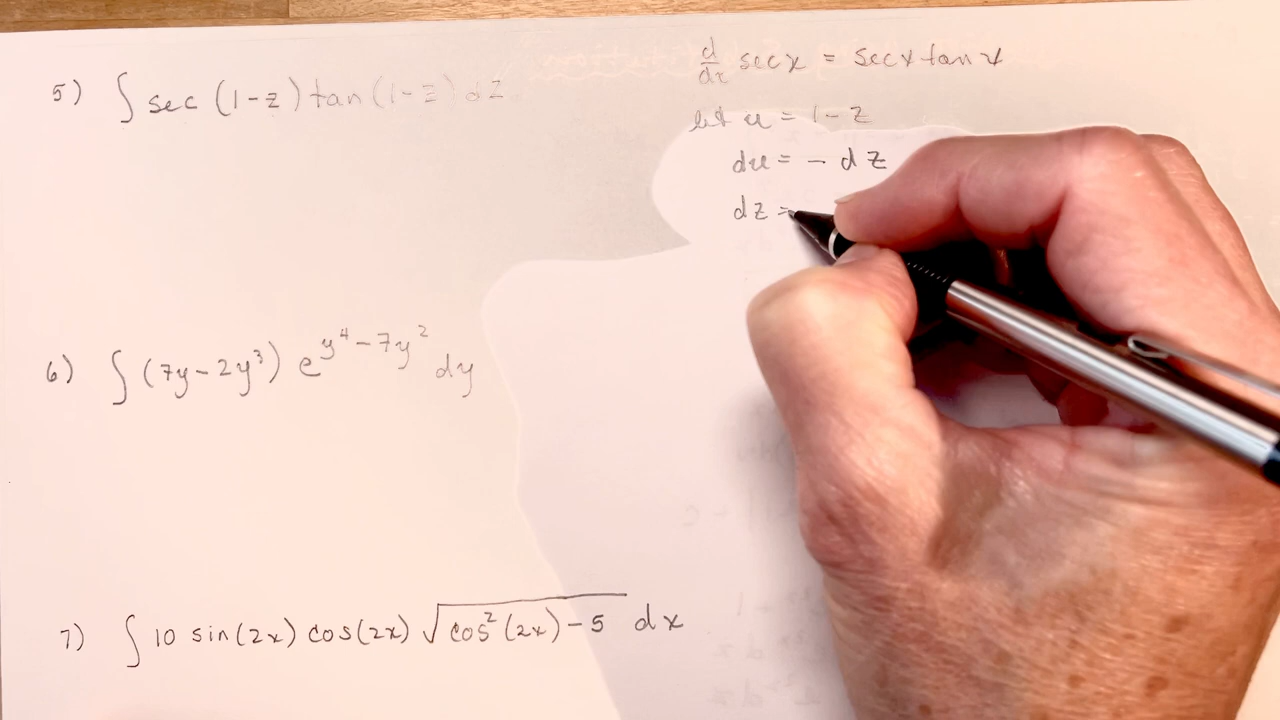 5) ∫ sec (1-z) tan (1-z) dz
d/dx sec x = sec x tan x
let u = 1 - z
du = - dz
dz =
6) ∫ (7y - 2y³) e^(y⁴ - 7y²) dy
7) ∫ 10 sin(2x) cos(2x) √(cos²(2x) - 5) dx